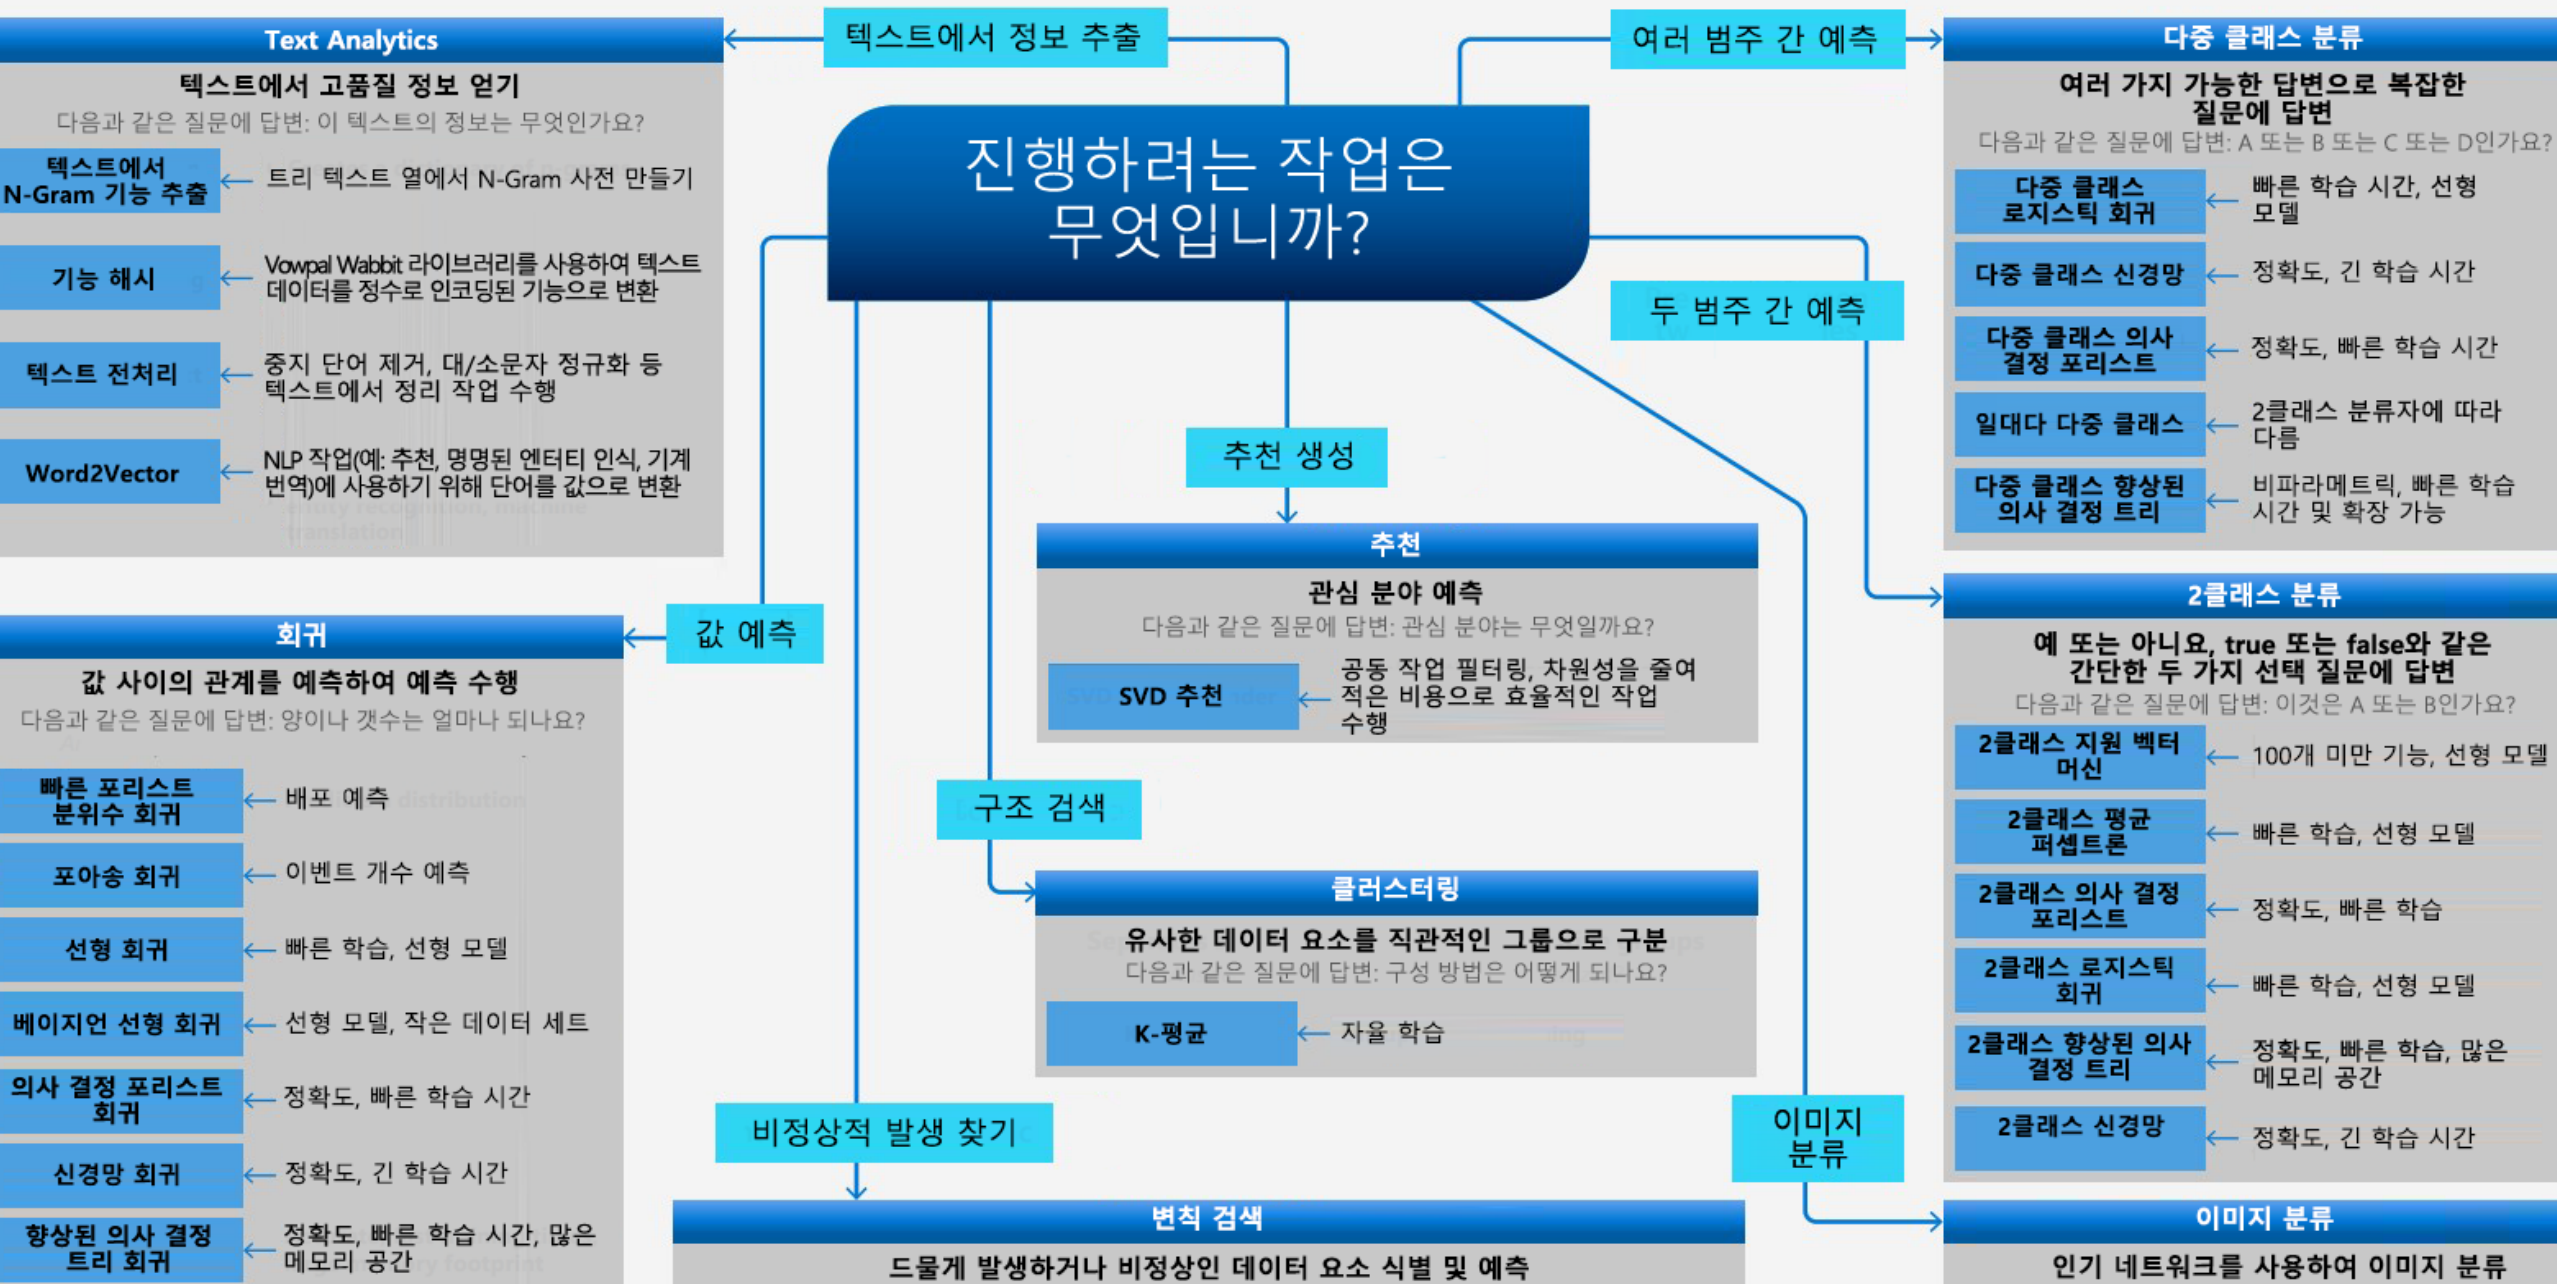 텍스트에서 정보 추출
여러 범주 간 예측
진행하려는 작업은
무엇입니까?
Text Analytics
텍스트에서 고품질 정보 얻기
다음과 같은 질문에 답변: 이 텍스트의 정보는 무엇인가요?
텍스트에서
N-Gram 기능 추출
트리 텍스트 열에서 N-Gram 사전 만들기
기능 해시
Vowpal Wabbit 라이브러리를 사용하여 텍스트
데이터를 정수로 인코딩된 기능으로 변환
텍스트 전처리
중지 단어 제거, 대/소문자 정규화 등
텍스트에서 정리 작업 수행
Word2Vector
NLP 작업(예: 추천, 명명된 엔터티 인식, 기계
번역)에 사용하기 위해 단어를 값으로 변환
값 예측
회귀
값 사이의 관계를 예측하여 예측 수행
다음과 같은 질문에 답변: 양이나 갯수는 얼마나 되나요?
빠른 포리스트
분위수 회귀
배포 예측
포아송 회귀
이벤트 개수 예측
선형 회귀
빠른 학습, 선형 모델
베이지언 선형 회귀
선형 모델, 작은 데이터 세트
의사 결정 포리스트
회귀
정확도, 빠른 학습 시간
신경망 회귀
정확도, 긴 학습 시간
향상된 의사 결정
트리 회귀
정확도, 빠른 학습 시간, 많은
메모리 공간
추천 생성
추천
관심 분야 예측
다음과 같은 질문에 답변: 관심 분야는 무엇일까요?
SVD 추천
공동 작업 필터링, 차원성을 줄여
적은 비용으로 효율적인 작업
수행
구조 검색
클러스터링
유사한 데이터 요소를 직관적인 그룹으로 구분
다음과 같은 질문에 답변: 구성 방법은 어떻게 되나요?
K-평균
자율 학습
비정상적 발생 찾기
변칙 검색
드물게 발생하거나 비정상인 데이터 요소 식별 및 예측
다중 클래스 분류
여러 가지 가능한 답변으로 복잡한
질문에 답변
다음과 같은 질문에 답변: A 또는 B 또는 C 또는 D인가요?
다중 클래스
로지스틱 회귀
빠른 학습 시간, 선형
모델
다중 클래스 신경망
정확도, 긴 학습 시간
다중 클래스 의사
결정 포리스트
정확도, 빠른 학습 시간
일대다 다중 클래스
2클래스 분류자에 따라
다름
다중 클래스 향상된
의사 결정 트리
비파라메트릭, 빠른 학습
시간 및 확장 가능
두 범주 간 예측
2클래스 분류
예 또는 아니요, true 또는 false와 같은
간단한 두 가지 선택 질문에 답변
다음과 같은 질문에 답변: 이것은 A 또는 B인가요?
2클래스 지원 벡터
머신
100개 미만 기능, 선형 모델
2클래스 평균
퍼셉트론
빠른 학습, 선형 모델
2클래스 의사 결정
포리스트
정확도, 빠른 학습
2클래스 로지스틱
회귀
빠른 학습, 선형 모델
2클래스 향상된 의사
결정 트리
정확도, 빠른 학습, 많은
메모리 공간
2클래스 신경망
정확도, 긴 학습 시간
이미지
분류
이미지 분류
인기 네트워크를 사용하여 이미지 분류